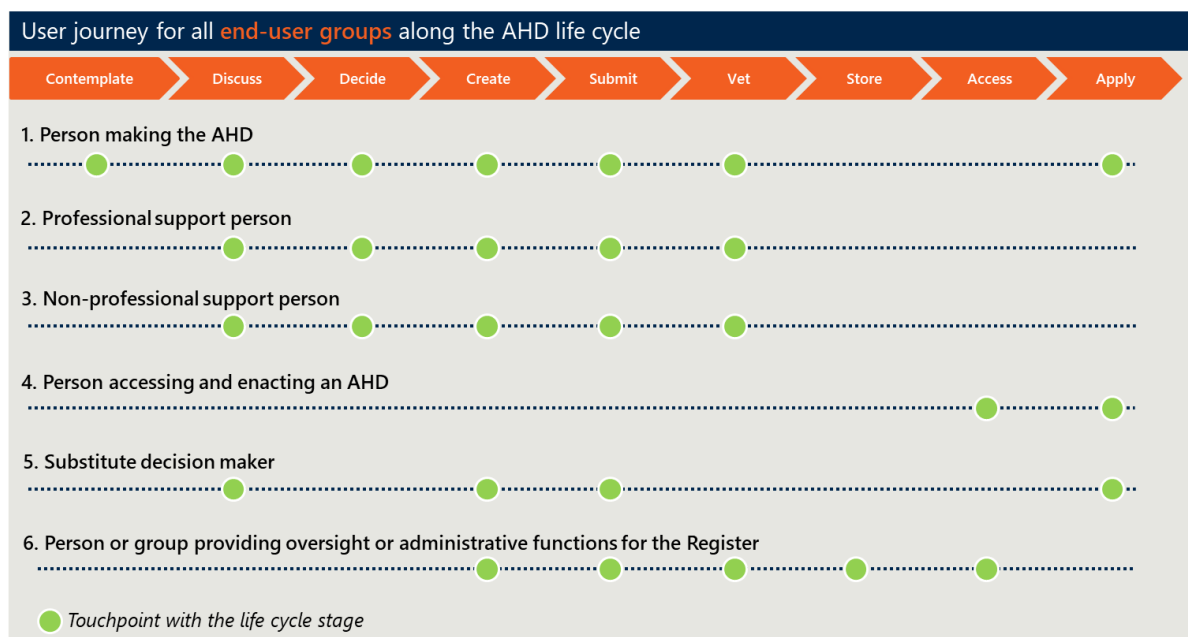 User journey for all end-user groups along the AHD life cycle
Contemplate
Discuss
Decide
Create
Submit
Vet
Store
Access
Apply
1. Person making the AHD
2. Professional support person
3. Non-professional support person
4. Person accessing and enacting an AHD
5. Substitute decision maker
6. Person or group providing oversight or administrative functions for the Register
Touchpoint with the life cycle stage